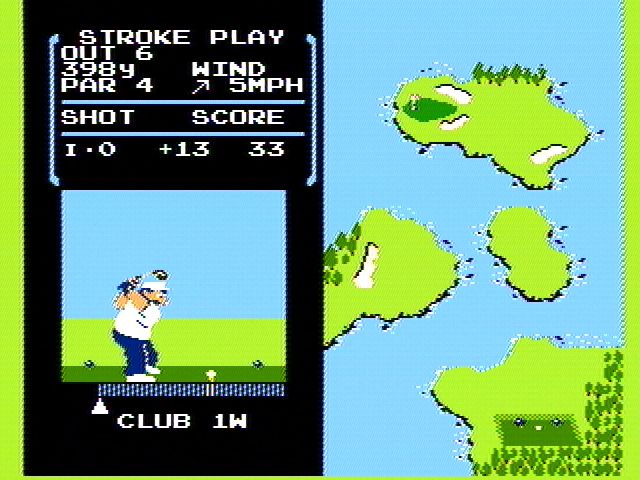 STROKE PLAY
OUT 6
398y WIND
PAR 4 ↗ 5MPH
SHOT SCORE
I·O +13 33
CLUB 1W